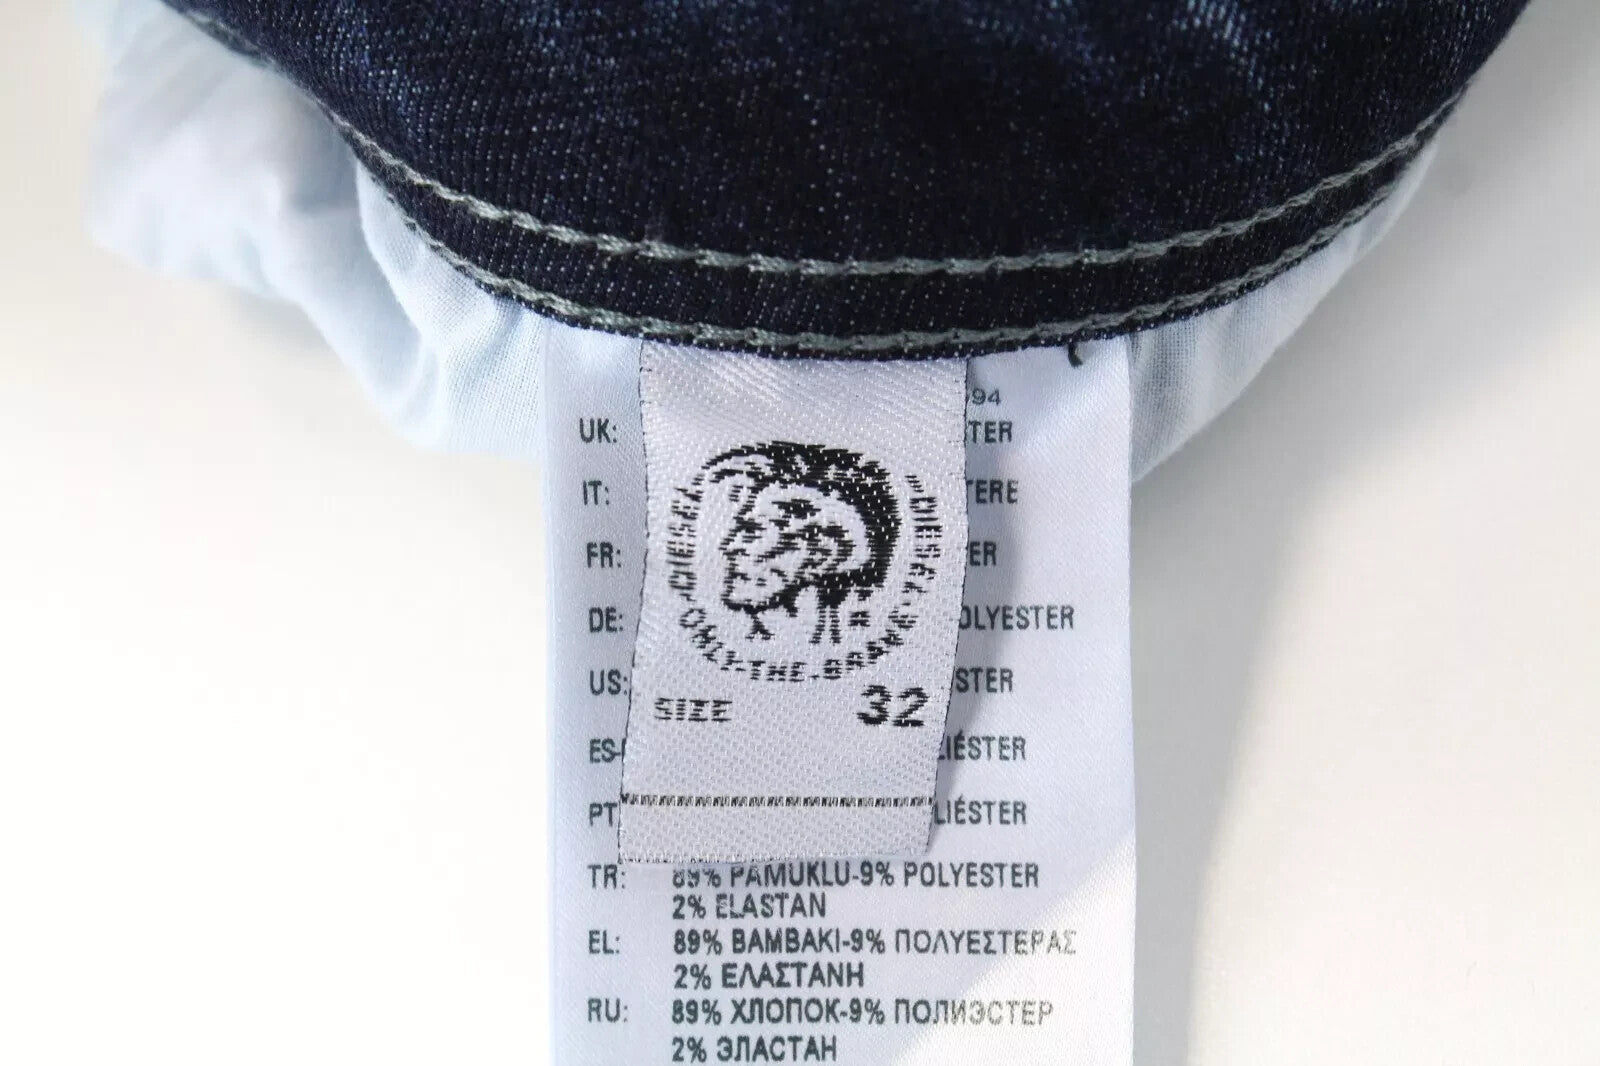 94
UK:
TER
IT:
TERE
FR:
ER
DE:
OLYESTER
US:
STER
ES-
LIÉSTER
PT
LIÉSTER
"DIESEL"
"DIESEL"
ONLY·THE·BRAVE
R
SIZE 32
TR: 89% PAMUKLU-9% POLYESTER
2% ELASTAN
EL: 89% ΒΑΜΒΑΚΙ-9% ΠΟΛΥΕΣΤΕΡΑΣ
2% ΕΛΑΣΤΑΝΗ
RU: 89% ХЛОПОК-9% ПОЛИЭСТЕР
2% ЭЛАСТАН